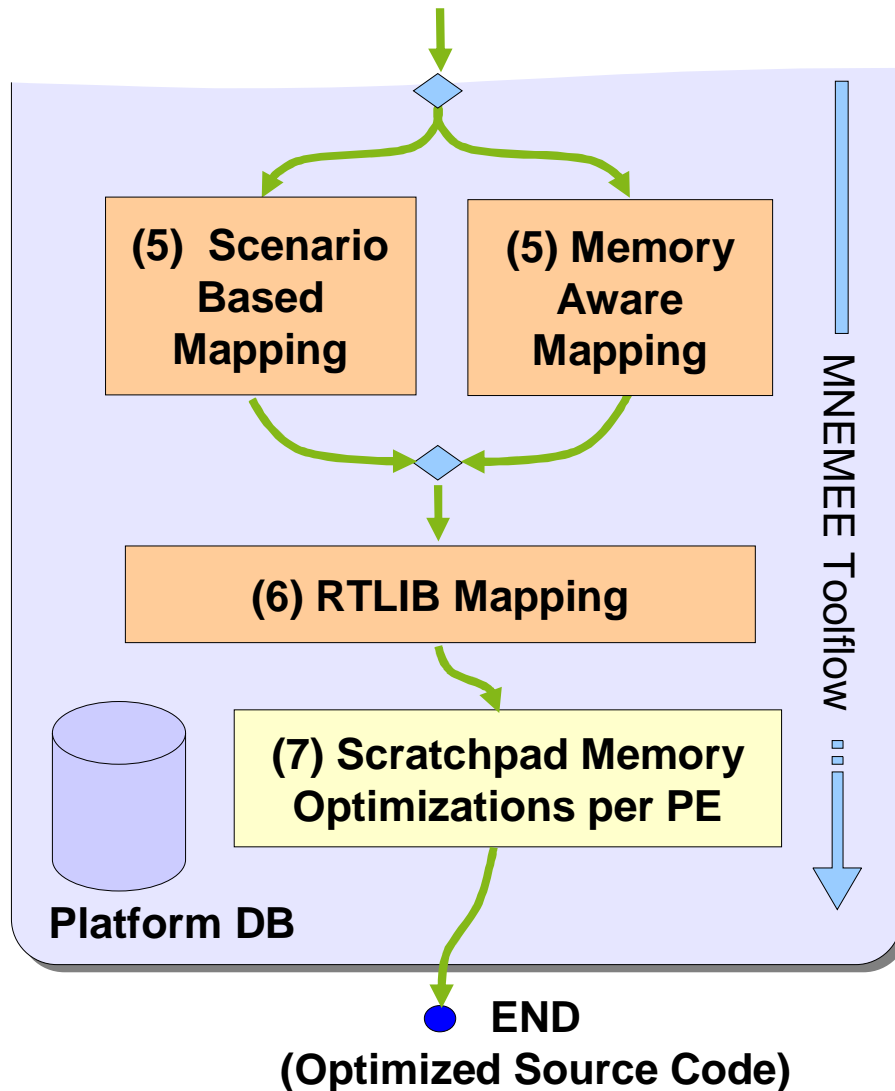 (5) Scenario
Based
Mapping
(5) Memory
Aware
Mapping
MNEMEE Toolflow
(6) RTLIB Mapping
(7) Scratchpad Memory
Optimizations per PE
Platform DB
END
(Optimized Source Code)